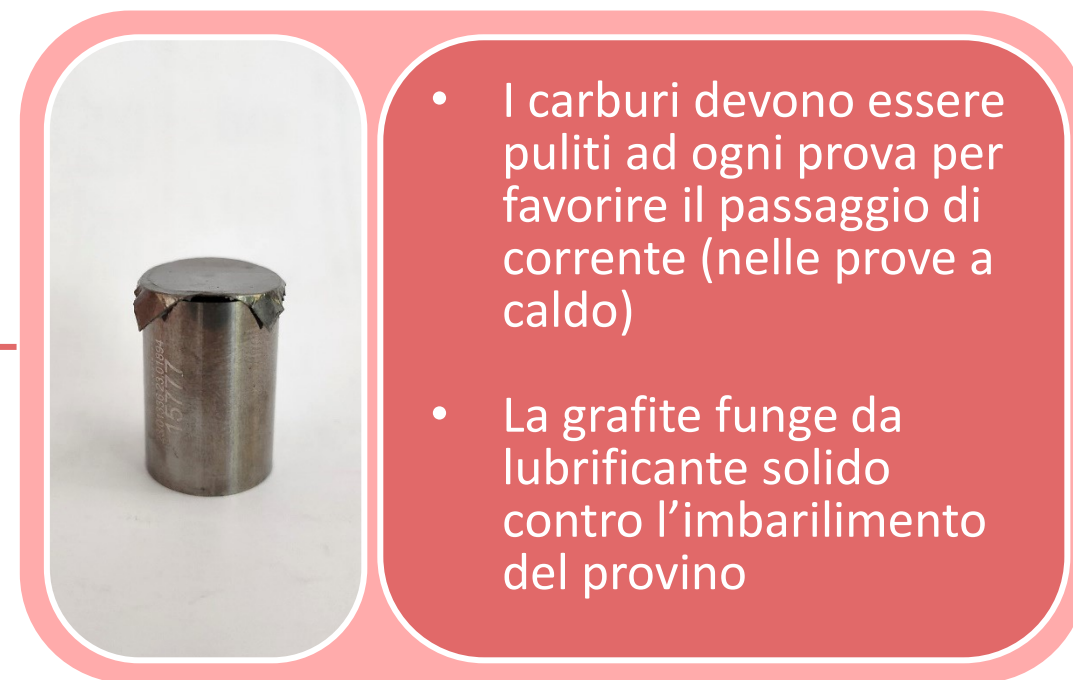 • I carburi devono essere
puliti ad ogni prova per
favorire il passaggio di
corrente (nelle prove a
caldo)
• La grafite funge da
lubrificante solido
contro l’imbarilimento
del provino
15777